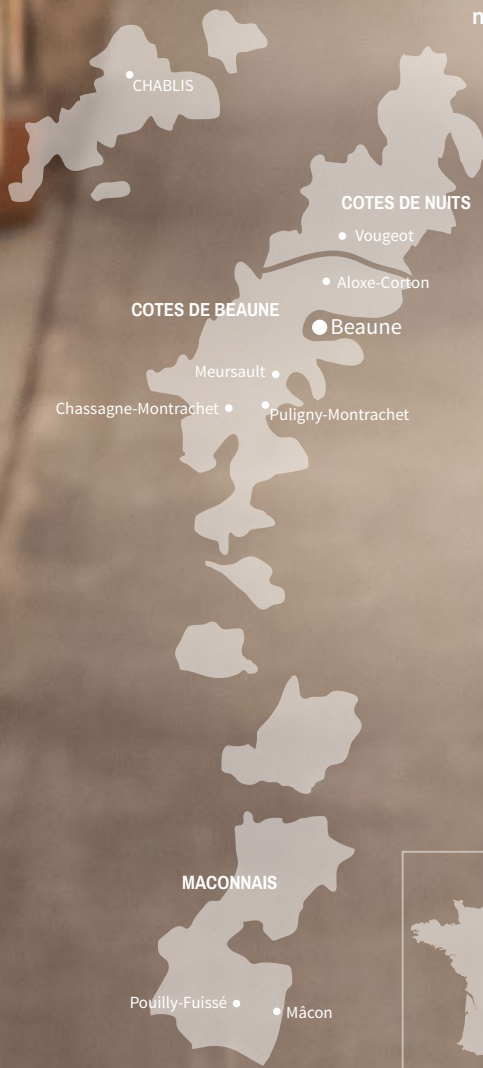 CHABLIS
COTES DE NUITS
Vougeot
Aloxe-Corton
COTES DE BEAUNE
Beaune
Meursault
Chassagne-Montrachet
Puligny-Montrachet
MACONNAIS
Pouilly-Fuissé
Mâcon